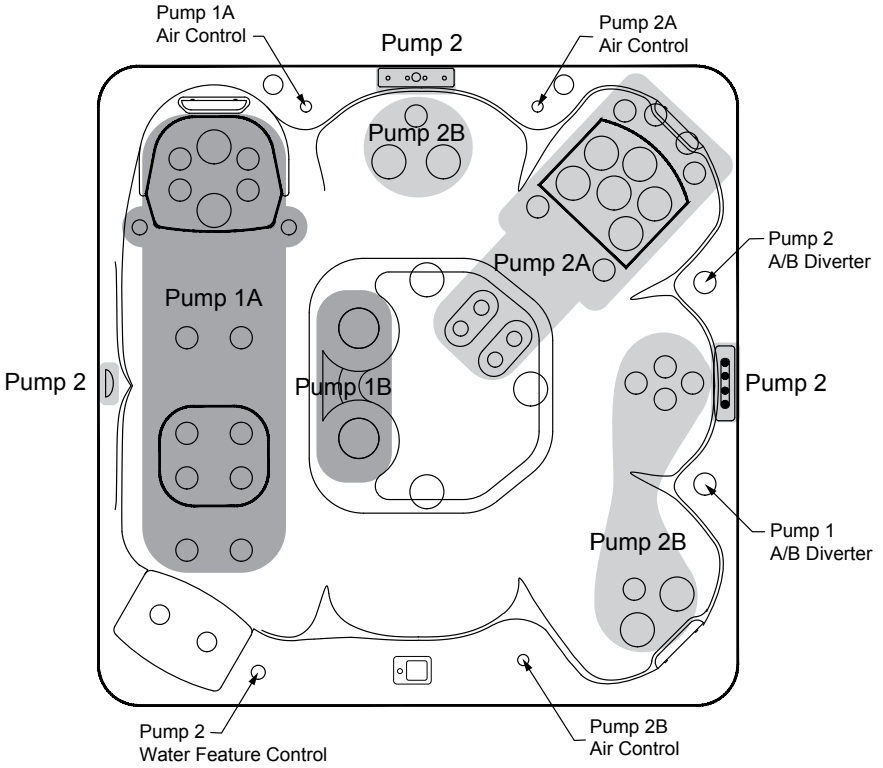 Pump 1A
Air Control
Pump 2
Pump 2A
Air Control
Pump 2B
Pump 2
A/B Diverter
Pump 2A
Pump 1A
Pump 2
Pump 1B
Pump 2
Pump 1
A/B Diverter
Pump 2B
Pump 2
Water Feature Control
Pump 2B
Air Control